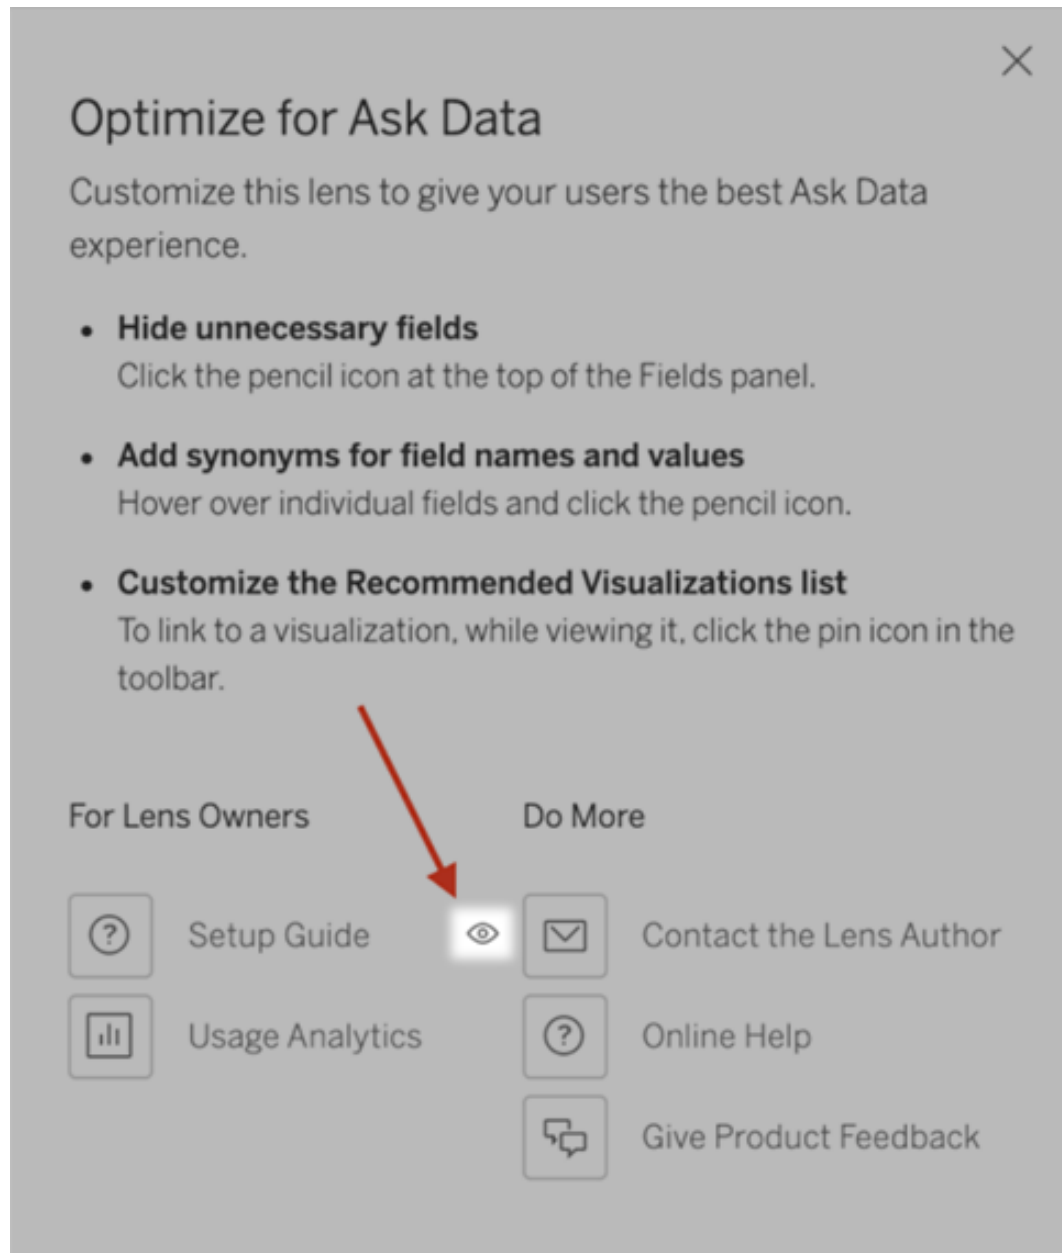 Optimize for Ask Data
Customize this lens to give your users the best Ask Data
experience.
• Hide unnecessary fields
Click the pencil icon at the top of the Fields panel.
• Add synonyms for field names and values
Hover over individual fields and click the pencil icon.
• Customize the Recommended Visualizations list
To link to a visualization, while viewing it, click the pin icon in the
toolbar.
For Lens Owners
Setup Guide
Usage Analytics
Do More
Contact the Lens Author
Online Help
Give Product Feedback